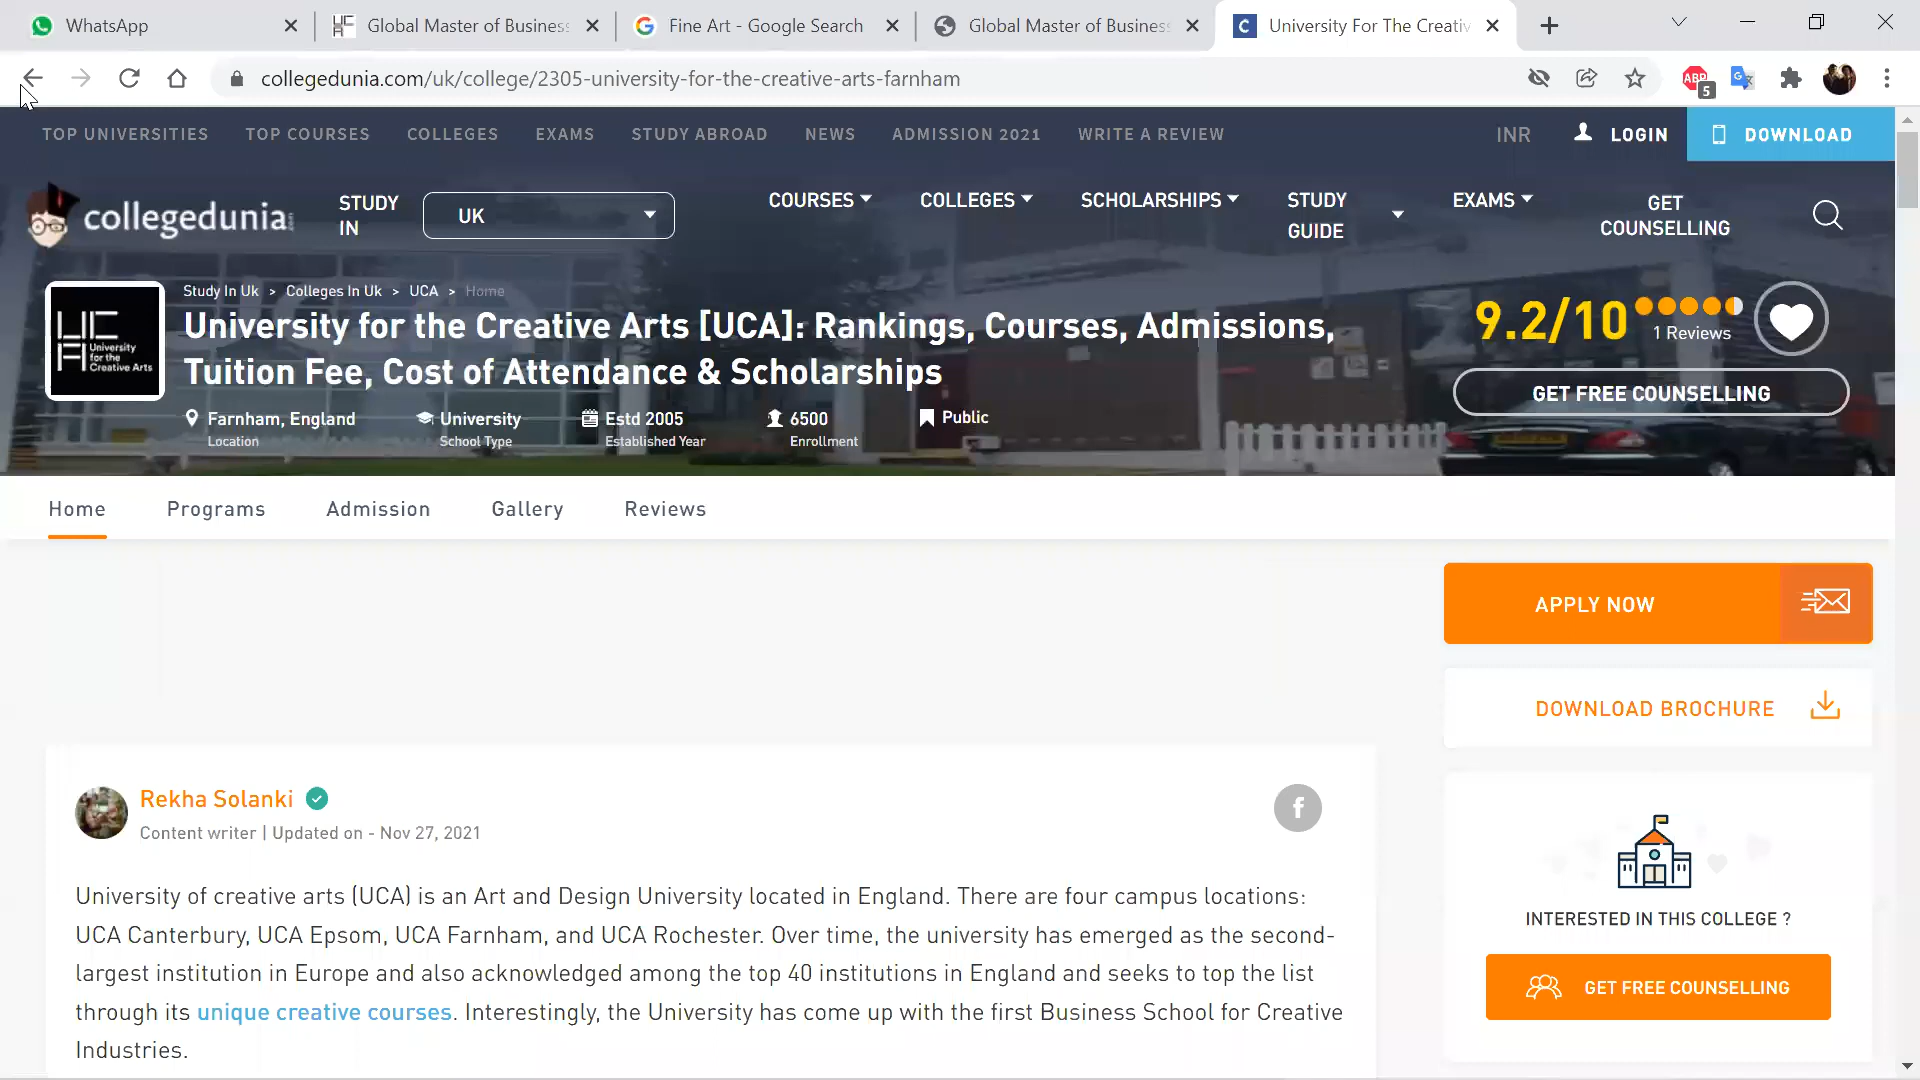 WhatsApp
Global Master of Business
Fine Art - Google Search
Global Master of Business
University For The Creativ
collegedunia.com/uk/college/2305-university-for-the-creative-arts-farnham
ABP
5
TOP UNIVERSITIES TOP COURSES COLLEGES EXAMS STUDY ABROAD NEWS ADMISSION 2021 WRITE A REVIEW INR LOGIN DOWNLOAD
collegedunia
STUDY IN
UK
COURSES COLLEGES SCHOLARSHIPS STUDY GUIDE EXAMS GET COUNSELLING
Study In Uk > Colleges In Uk > UCA > Home
UCA
University
for the
Creative Arts
University for the Creative Arts [UCA]: Rankings, Courses, Admissions,
Tuition Fee, Cost of Attendance & Scholarships
9.2/10
1 Reviews
GET FREE COUNSELLING
Farnham, England University Estd 2005 6500 Public
Location School Type Established Year Enrollment
Home Programs Admission Gallery Reviews
APPLY NOW
DOWNLOAD BROCHURE
Rekha Solanki
Content writer | Updated on - Nov 27, 2021
University of creative arts (UCA) is an Art and Design University located in England. There are four campus locations:
UCA Canterbury, UCA Epsom, UCA Farnham, and UCA Rochester. Over time, the university has emerged as the second-
largest institution in Europe and also acknowledged among the top 40 institutions in England and seeks to top the list
through its unique creative courses. Interestingly, the University has come up with the first Business School for Creative
Industries.
INTERESTED IN THIS COLLEGE ?
GET FREE COUNSELLING